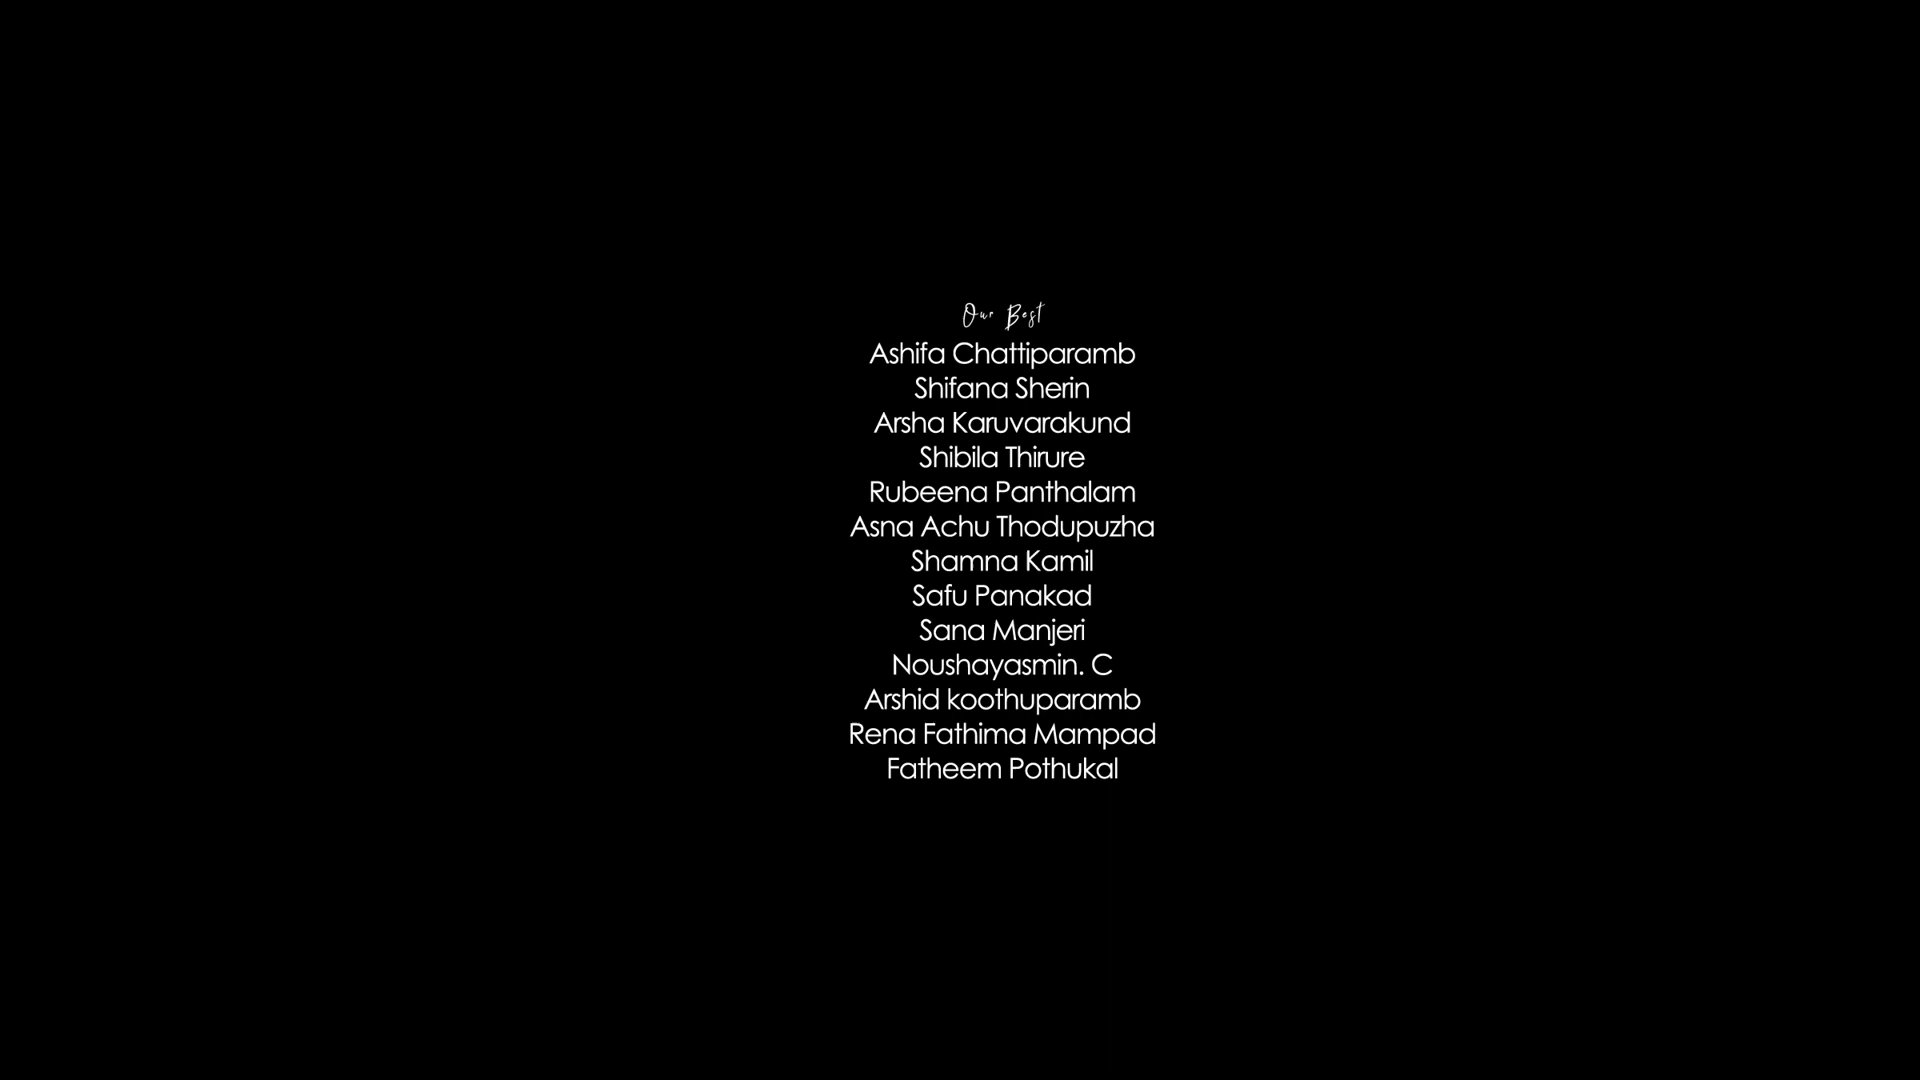 Our Best
Ashifa Chattiparamb
Shifana Sherin
Arsha Karuvarakund
Shibila Thirure
Rubeena Panthalam
Asna Achu Thodupuzha
Shamna Kamil
Safu Panakad
Sana Manjeri
Noushayasmin. C
Arshid koothuparamb
Rena Fathima Mampad
Fatheem Pothukal